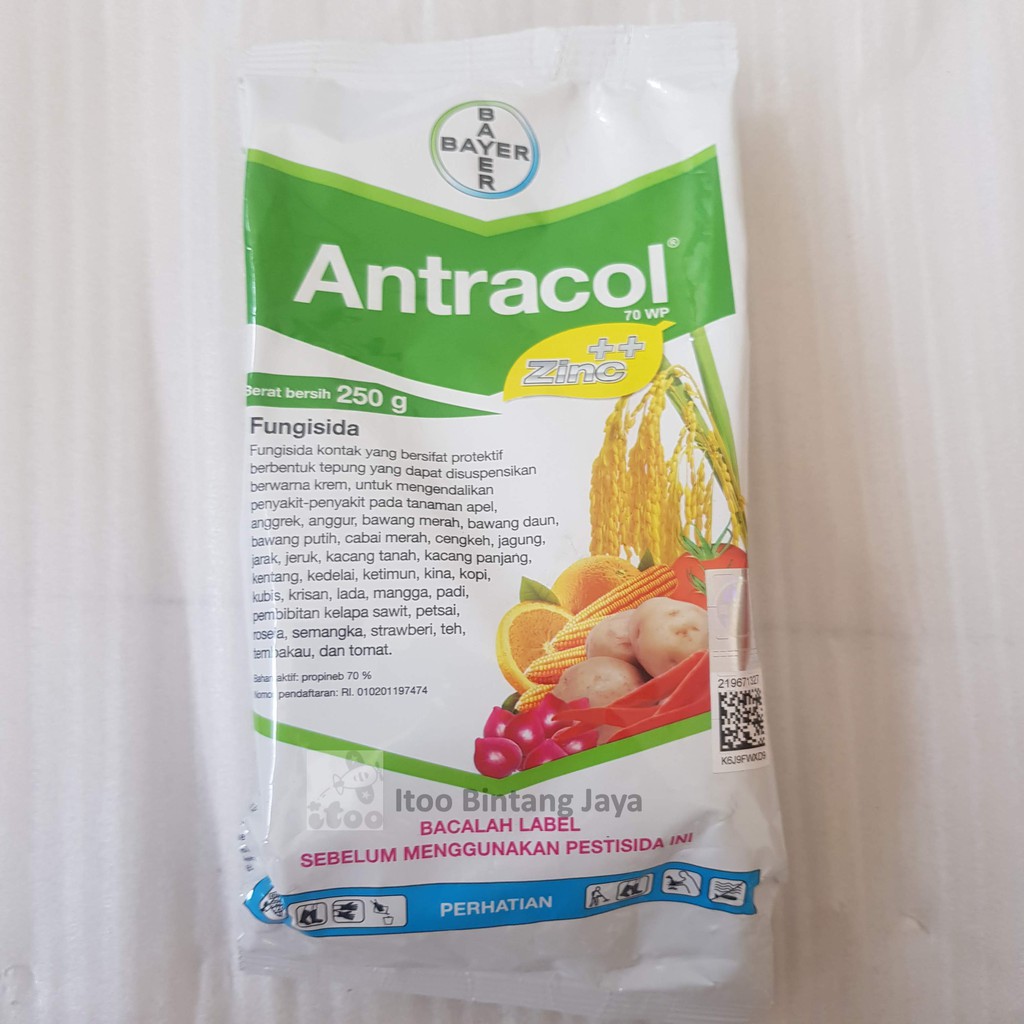 BAYER
BAYER
Antracol®
70 WP
Zinc++
Berat bersih 250 g
Fungisida
Fungisida kontak yang bersifat protektif
berbentuk tepung yang dapat disuspensikan
berwarna krem, untuk mengendalikan
penyakit-penyakit pada tanaman apel,
anggrek, anggur, bawang merah, bawang daun,
bawang putih, cabai merah, cengkeh, jagung,
jarak, jeruk, kacang tanah, kacang panjang,
kentang, kedelai, ketimun, kina, kopi,
kubis, krisan, lada, mangga, padi,
pembibitan kelapa sawit, petsai,
rosela, semangka, strawberi, teh,
tembakau, dan tomat.
Bahan aktif: propineb 70 %
Nomor pendaftaran: RI. 010201197474
219671327
K6J9FWXD9
itoo
Itoo Bintang Jaya
BACALAH LABEL
SEBELUM MENGGUNAKAN PESTISIDA INI
PERHATIAN